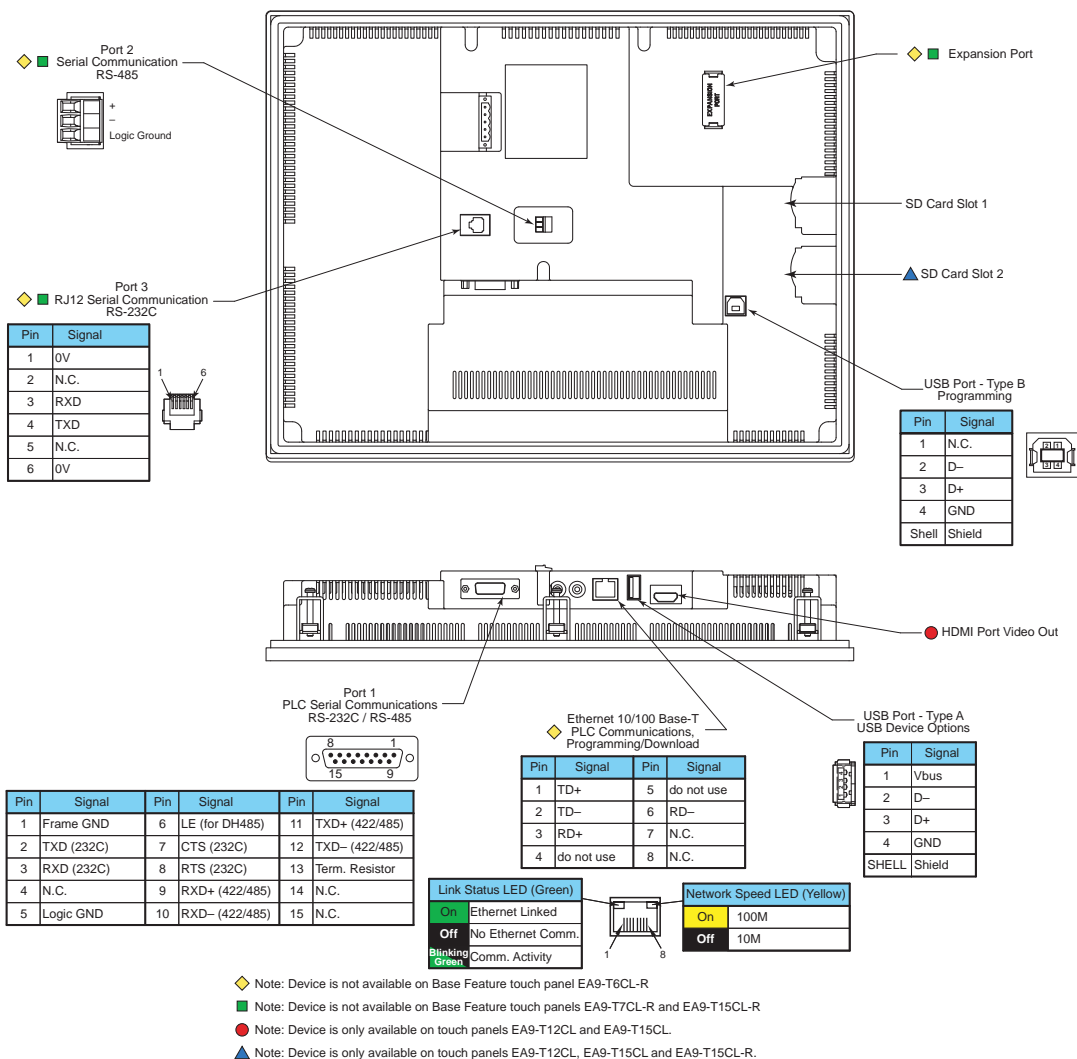 Port 2
Serial Communication
RS-485
+
–
Logic Ground
EXPANSION
PORT
Expansion Port
SD Card Slot 1
SD Card Slot 2
Port 3
RJ12 Serial Communication
RS-232C
Pin Signal
1 0V
2 N.C.
3 RXD
4 TXD
5 N.C.
6 0V
1 6
USB Port - Type B
Programming
Pin Signal
1 N.C.
2 D–
3 D+
4 GND
Shell Shield
2 1
3 4
HDMI Port Video Out
Port 1
PLC Serial Communications
RS-232C / RS-485
8 1
15 9
Pin Signal Pin Signal Pin Signal
1 Frame GND 6 LE (for DH485) 11 TXD+ (422/485)
2 TXD (232C) 7 CTS (232C) 12 TXD– (422/485)
3 RXD (232C) 8 RTS (232C) 13 Term. Resistor
4 N.C. 9 RXD+ (422/485) 14 N.C.
5 Logic GND 10 RXD– (422/485) 15 N.C.
Ethernet 10/100 Base-T
PLC Communications,
Programming/Download
Pin Signal Pin Signal
1 TD+ 5 do not use
2 TD– 6 RD–
3 RD+ 7 N.C.
4 do not use 8 N.C.
USB Port - Type A
USB Device Options
Pin Signal
1 Vbus
2 D–
3 D+
4 GND
SHELL Shield
Link Status LED (Green)
On Ethernet Linked
Off No Ethernet Comm.
Blinking
Green Comm. Activity
1 8
Network Speed LED (Yellow)
On 100M
Off 10M
Note: Device is not available on Base Feature touch panel EA9-T6CL-R
Note: Device is not available on Base Feature touch panels EA9-T7CL-R and EA9-T15CL-R
Note: Device is only available on touch panels EA9-T12CL and EA9-T15CL.
Note: Device is only available on touch panels EA9-T12CL, EA9-T15CL and EA9-T15CL-R.